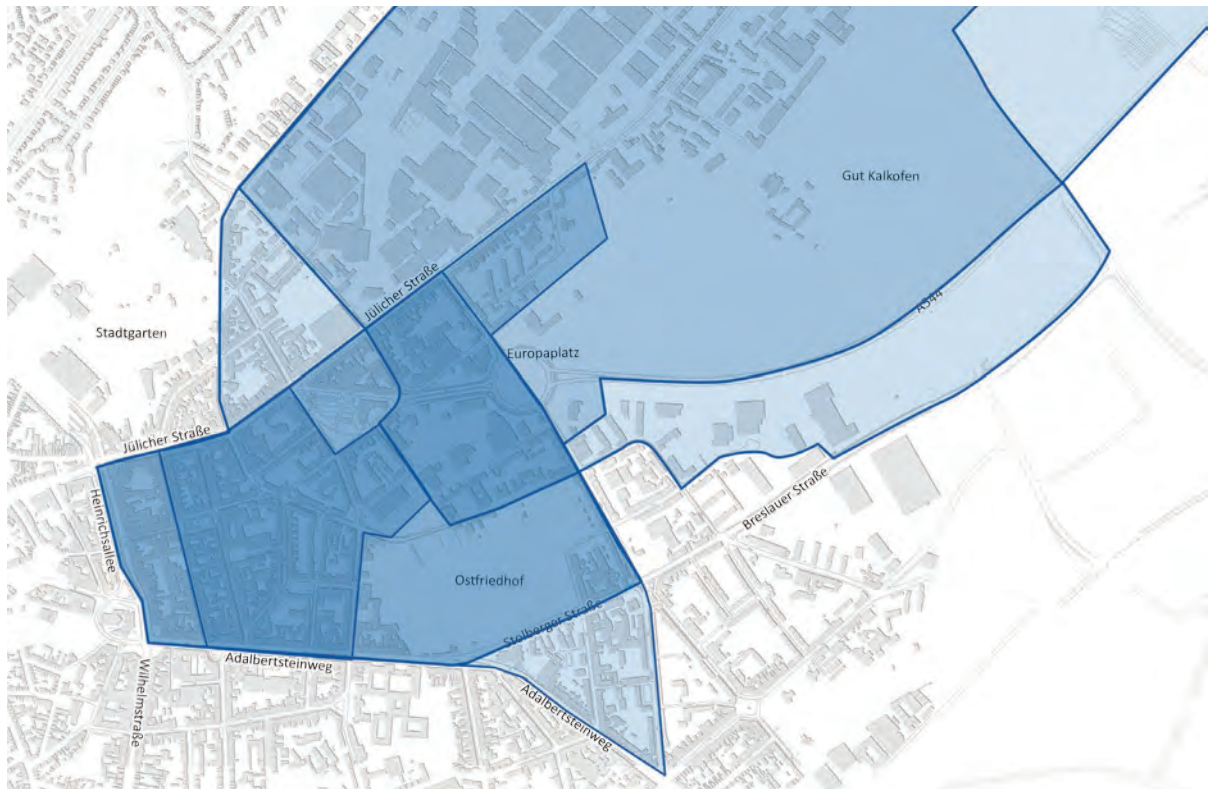 Gut Kalkofen
Jülicher Straße
A544
Stadtgarten
Europaplatz
Jülicher Straße
Heinrichsallee
Breslauer Straße
Ostfriedhof
Stolberger Straße
Adalbertsteinweg
Wilhelmstraße
Adalbertsteinweg